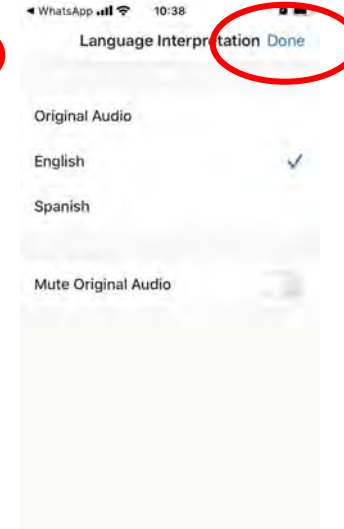 WhatsApp 10:38
Language Interpretation Done
Original Audio
English
Spanish
Mute Original Audio